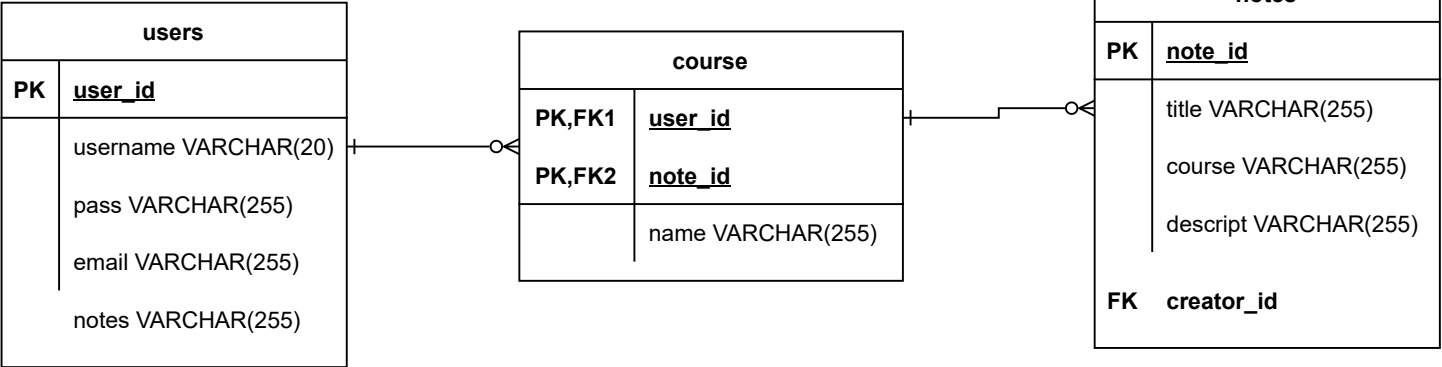 users
PK user_id
username VARCHAR(20)
pass VARCHAR(255)
email VARCHAR(255)
notes VARCHAR(255)
course
PK,FK1 user_id
PK,FK2 note_id
name VARCHAR(255)
notes
PK note_id
title VARCHAR(255)
course VARCHAR(255)
descript VARCHAR(255)
FK creator_id